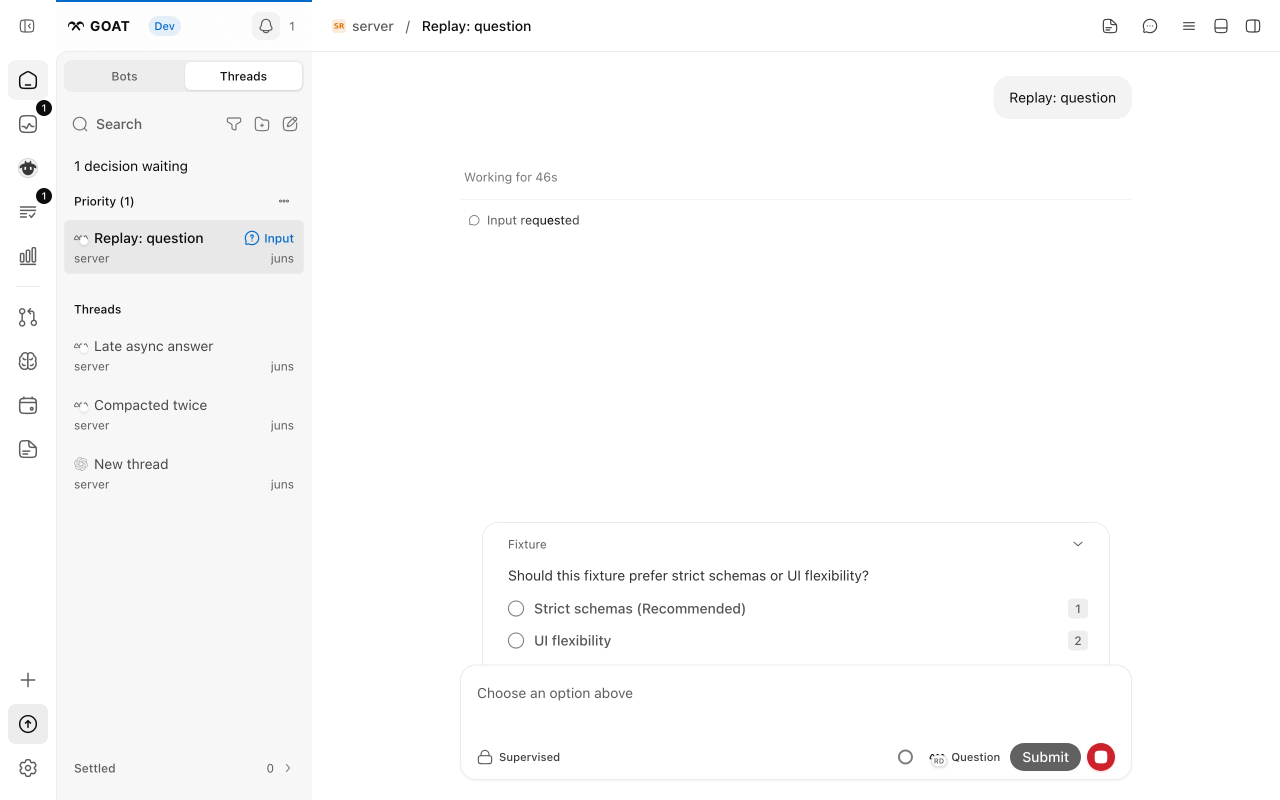 GOAT
Dev
1
SR server / Replay: question
Bots
Threads
Replay: question
1
Search
1 decision waiting
Working for 46s
1
Priority (1)
Input requested
Replay: question
Input
server
juns
Threads
Late async answer
server
juns
Compacted twice
server
juns
New thread
server
juns
Fixture
Should this fixture prefer strict schemas or UI flexibility?
Strict schemas (Recommended)
1
UI flexibility
2
Choose an option above
Supervised
RD
Question
Submit
Settled
0